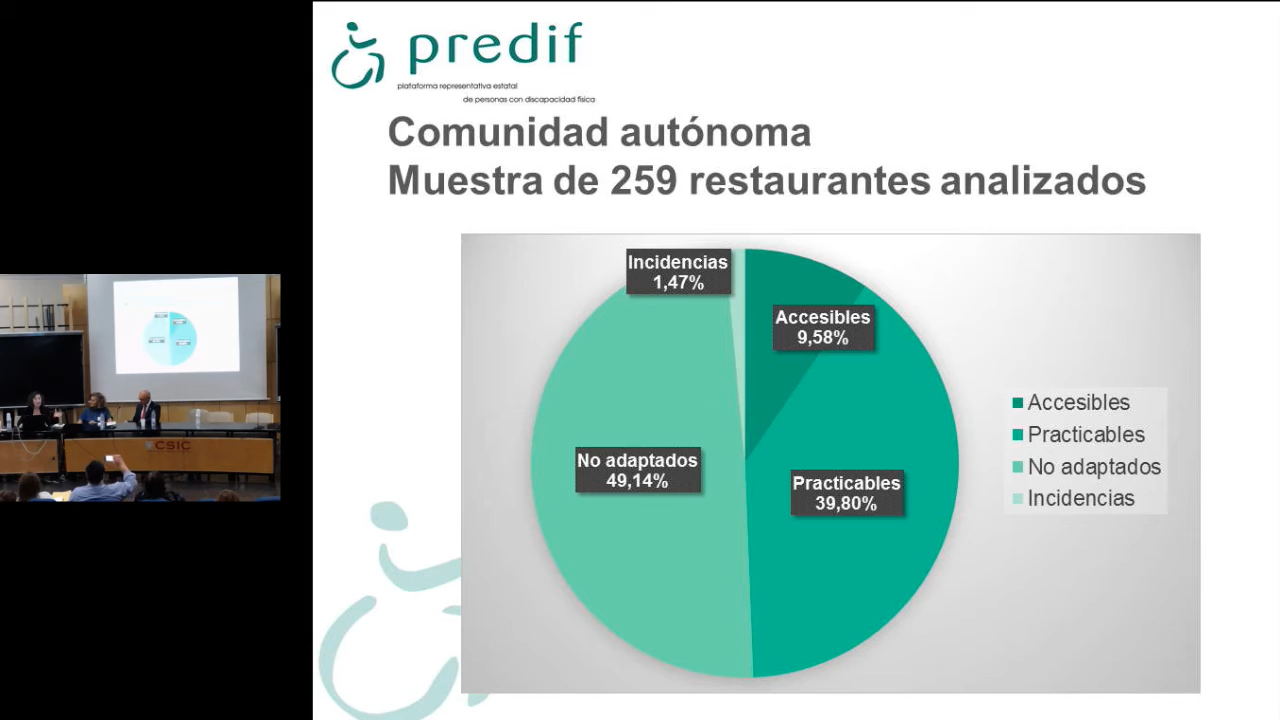 predif
plataforma representativa estatal
de personas con discapacidad física
Comunidad autónoma
Muestra de 259 restaurantes analizados
Incidencias
1,47%
Accesibles
9,58%
No adaptados
49,14%
Practicables
39,80%
Accesibles
Practicables
No adaptados
Incidencias
CSIC